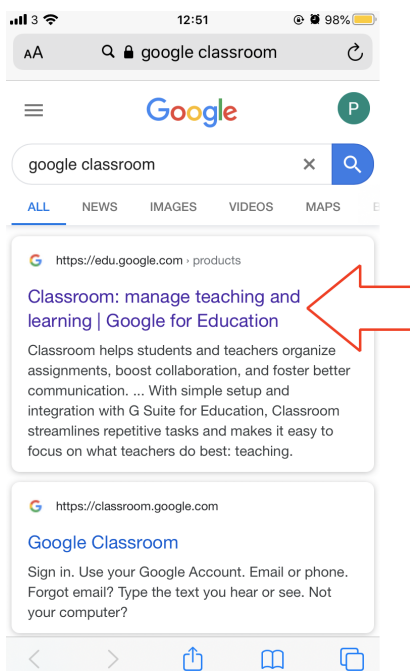 3 12:51 98%
AA google classroom
Google P
google classroom
ALL NEWS IMAGES VIDEOS MAPS
G https://edu.google.com › products
Classroom: manage teaching and
learning | Google for Education
Classroom helps students and teachers organize
assignments, boost collaboration, and foster better
communication. ... With simple setup and
integration with G Suite for Education, Classroom
streamlines repetitive tasks and makes it easy to
focus on what teachers do best: teaching.
G https://classroom.google.com
Google Classroom
Sign in. Use your Google Account. Email or phone.
Forgot email? Type the text you hear or see. Not
your computer?